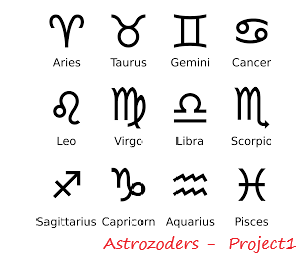 Aries Taurus Gemini Cancer
Leo Virgo Libra Scorpio
Sagittarius Capricorn Aquarius Pisces
Astrozoders - Project1